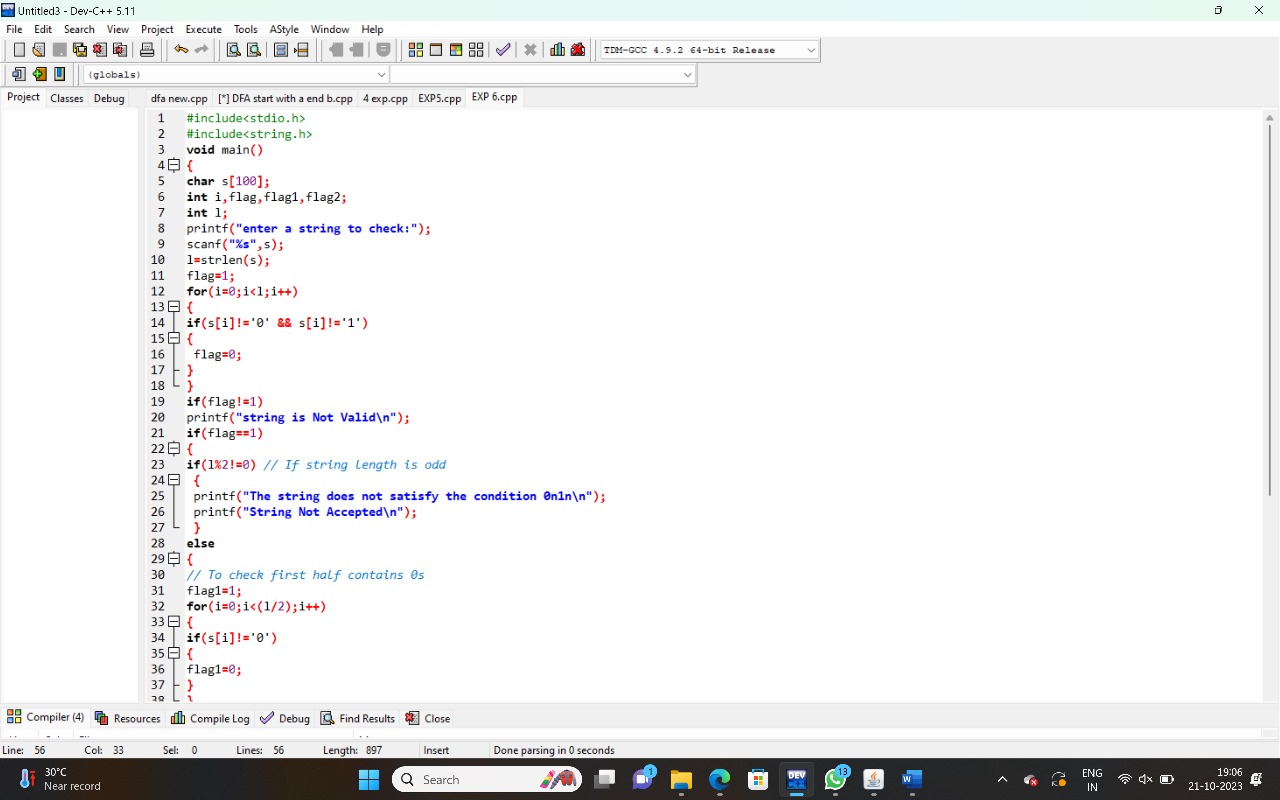 Untitled3 - Dev-C++ 5.11
File Edit Search View Project Execute Tools AStyle Window Help
TDM-GCC 4.9.2 64-bit Release
(globals)
Project Classes Debug dfa new.cpp [*] DFA start with a end b.cpp 4 exp.cpp EXP5.cpp EXP 6.cpp
1 #include<stdio.h>
2 #include<string.h>
3 void main()
4 {
5 char s[100];
6 int i,flag,flag1,flag2;
7 int l;
8 printf("enter a string to check:");
9 scanf("%s",s);
10 l=strlen(s);
11 flag=1;
12 for(i=0;i<l;i++)
13 {
14 if(s[i]!='0' && s[i]!='1')
15 {
16 flag=0;
17 }
18 }
19 if(flag!=1)
20 printf("string is Not Valid\n");
21 if(flag==1)
22 {
23 if(l%2!=0) // If string length is odd
24 {
25 printf("The string does not satisfy the condition 0n1n\n");
26 printf("String Not Accepted\n");
27 }
28 else
29 {
30 // To check first half contains 0s
31 flag1=1;
32 for(i=0;i<(l/2);i++)
33 {
34 if(s[i]!='0')
35 {
36 flag1=0;
37 }
38 }
Compiler (4) Resources Compile Log Debug Find Results Close
Line: 56 Col: 33 Sel: 0 Lines: 56 Length: 897 Insert Done parsing in 0 seconds
30°C
Near record
Search
1
DEV
13
ENG
IN
19:06
21-10-2023